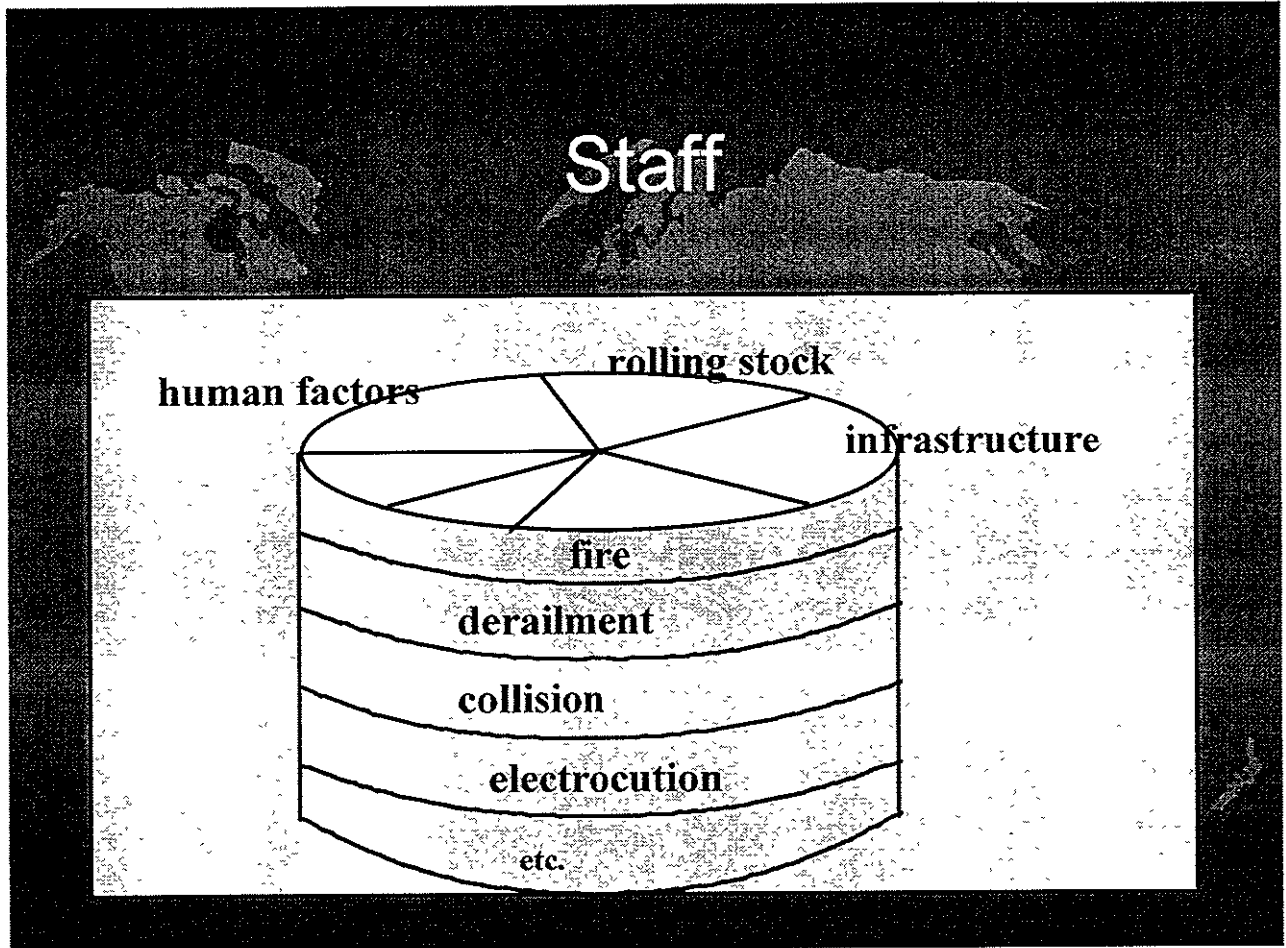 Staff
rolling stock
human factors
infrastructure
fire
derailment
collision
electrocution
etc.